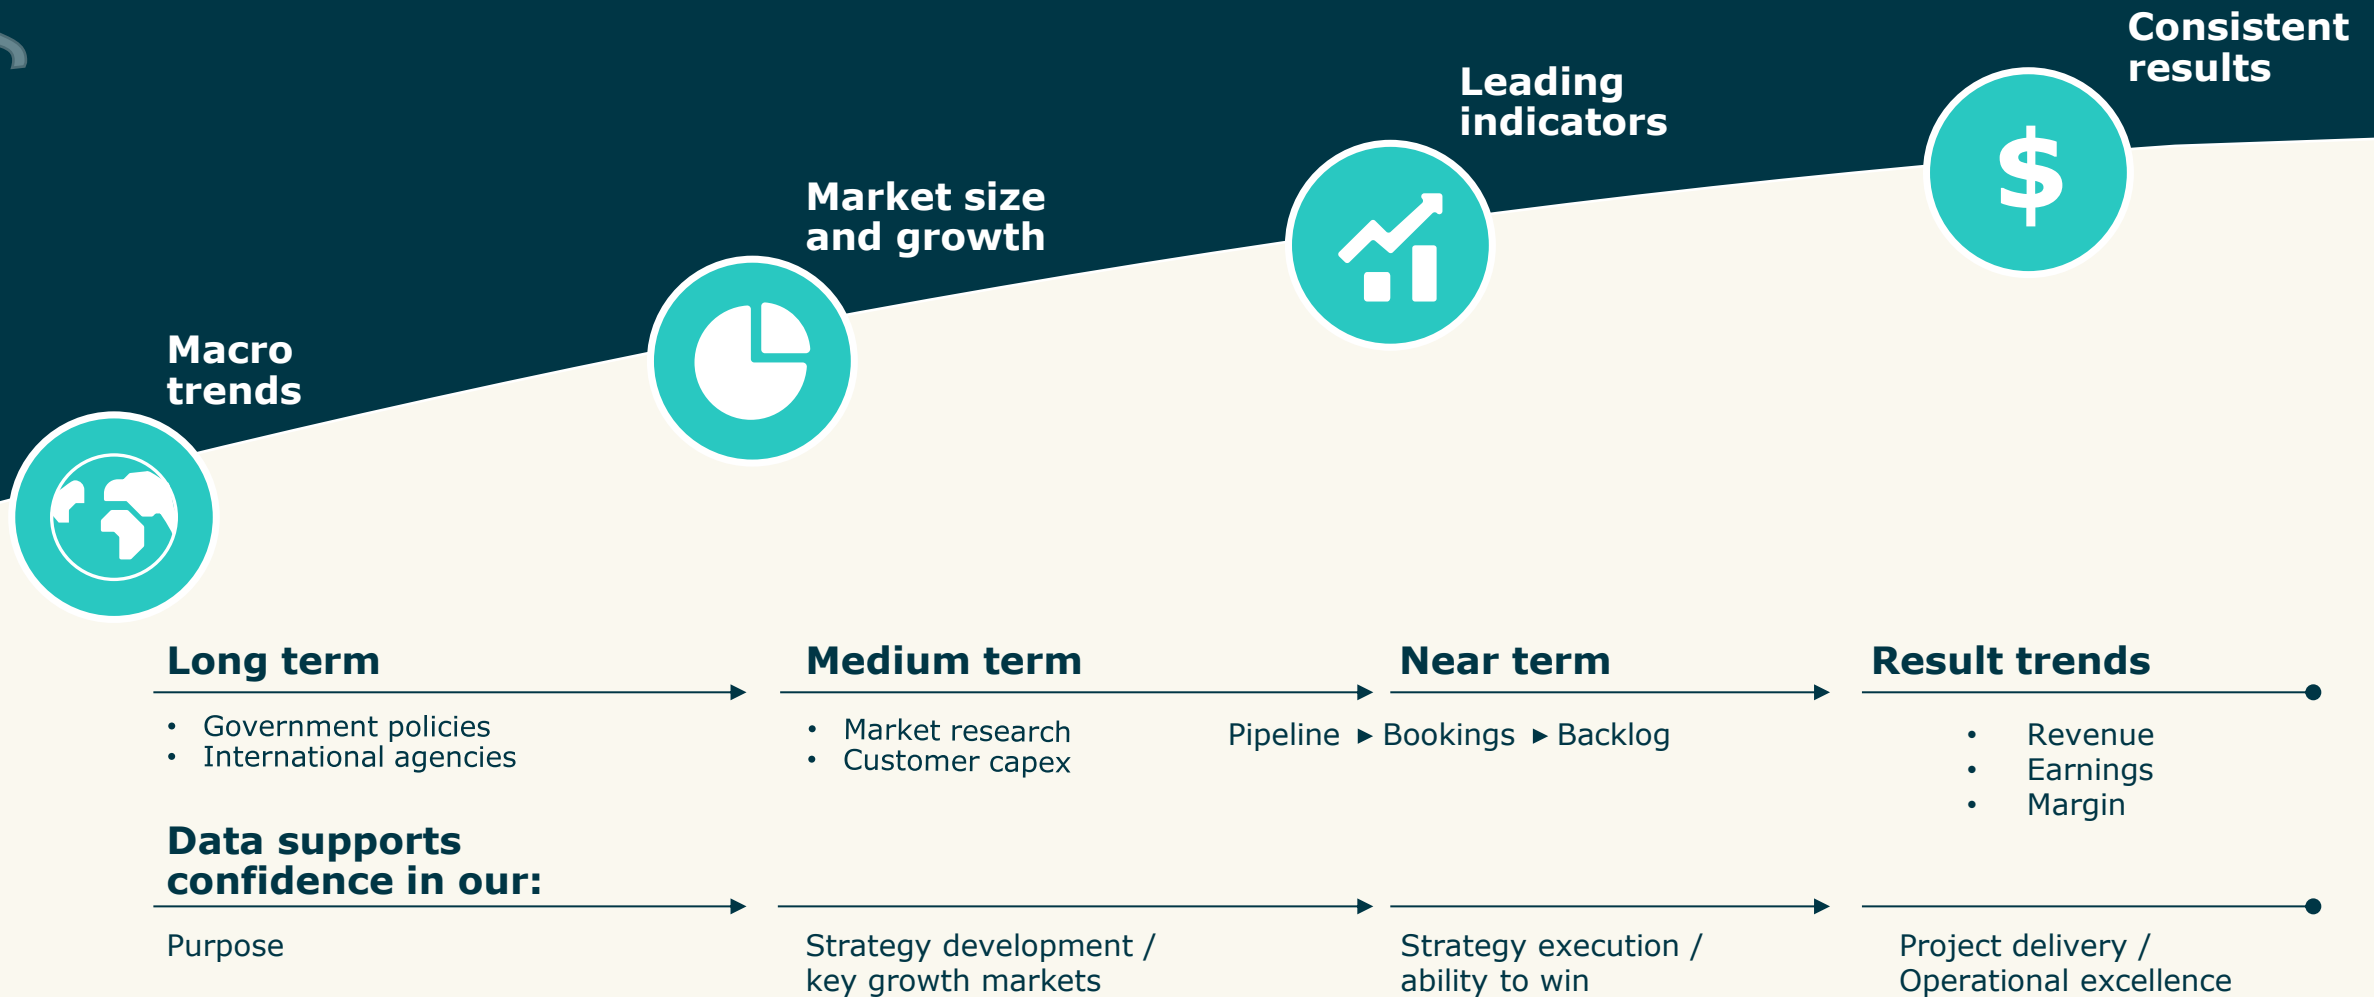 Consistent
results
Leading
indicators
$
Market size
and growth
Macro
trends
Long term
Medium term
Near term
Result trends
• Government policies
• International agencies
• Market research
• Customer capex
Pipeline ▸ Bookings ▸ Backlog
• Revenue
• Earnings
• Margin
Data supports
confidence in our:
Purpose
Strategy development /
key growth markets
Strategy execution /
ability to win
Project delivery /
Operational excellence